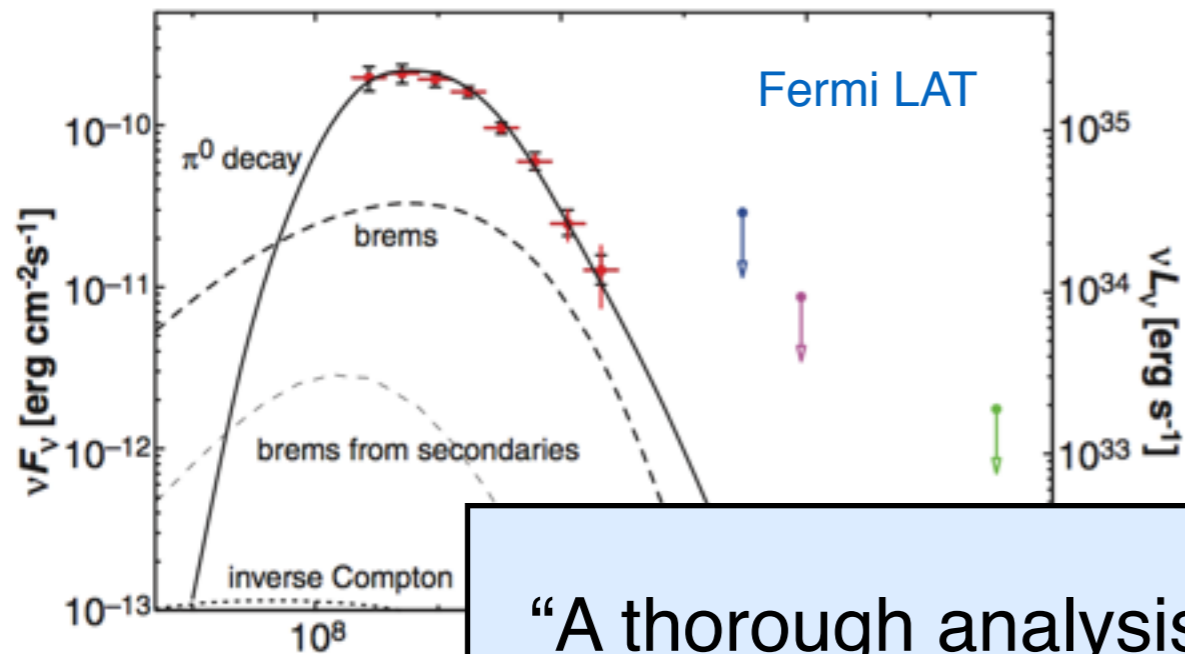 Fermi LAT
10⁻¹⁰
10⁻¹¹
10⁻¹²
10⁻¹³
νFν [erg cm⁻²s⁻¹]
π⁰ decay
brems
brems from secondaries
inverse Compton
10⁸
10³⁵
10³⁴
10³³
νLν [erg s⁻¹]
“A thorough analysis